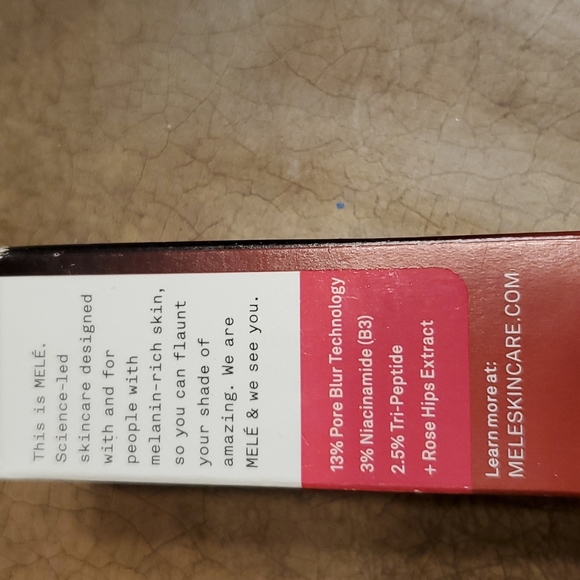 This is MELÉ.
Science-led
skincare designed
with and for
people with
melanin-rich skin,
so you can flaunt
your shade of
amazing. We are
MELÉ & we see you.
13% Pore Blur Technology
3% Niacinamide (B3)
2.5% Tri-Peptide
+ Rose Hips Extract
Learn more at:
MELESKINCARE.COM